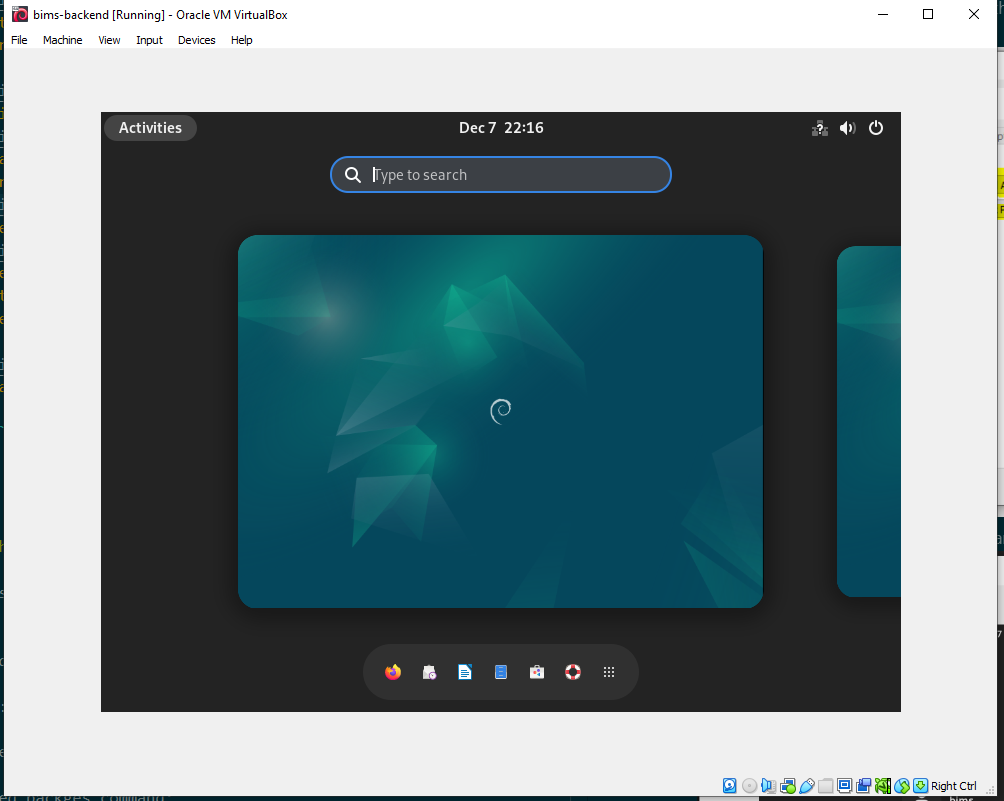 bims-backend [Running] - Oracle VM VirtualBox
File Machine View Input Devices Help
Activities
Dec 7 22:16
Type to search
Right Ctrl